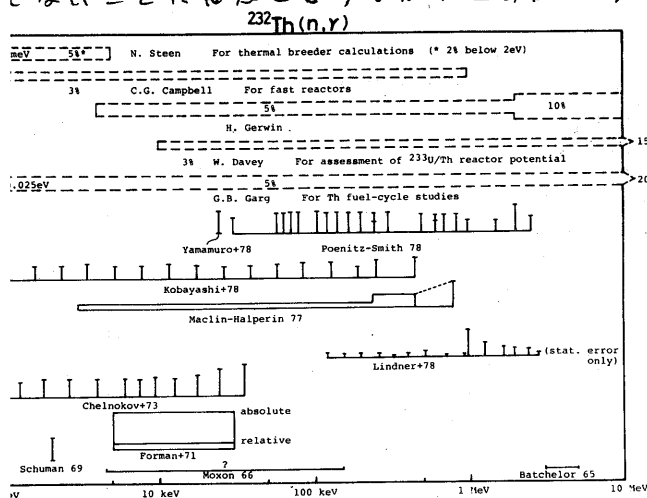 ²³²Th(n,γ)
meV 5%* N. Steen For thermal breeder calculations (* 2% below 2eV)
3% C.G. Campbell For fast reactors
5% 10%
H. Gerwin .
15
3% W. Davey For assessment of ²³³U/Th reactor potential
20
.025eV 5%
G.B. Garg For Th fuel-cycle studies
Yamamuro+78 Poenitz-Smith 78
Kobayashi+78
Maclin-Halperin 77
(stat. error
only)
Lindner+78
Chelnokov+73
absolute
relative
Forman+71
Schuman 69 ? Batchelor 65
Moxon 66
eV 10 keV 100 keV 1 MeV 10 MeV